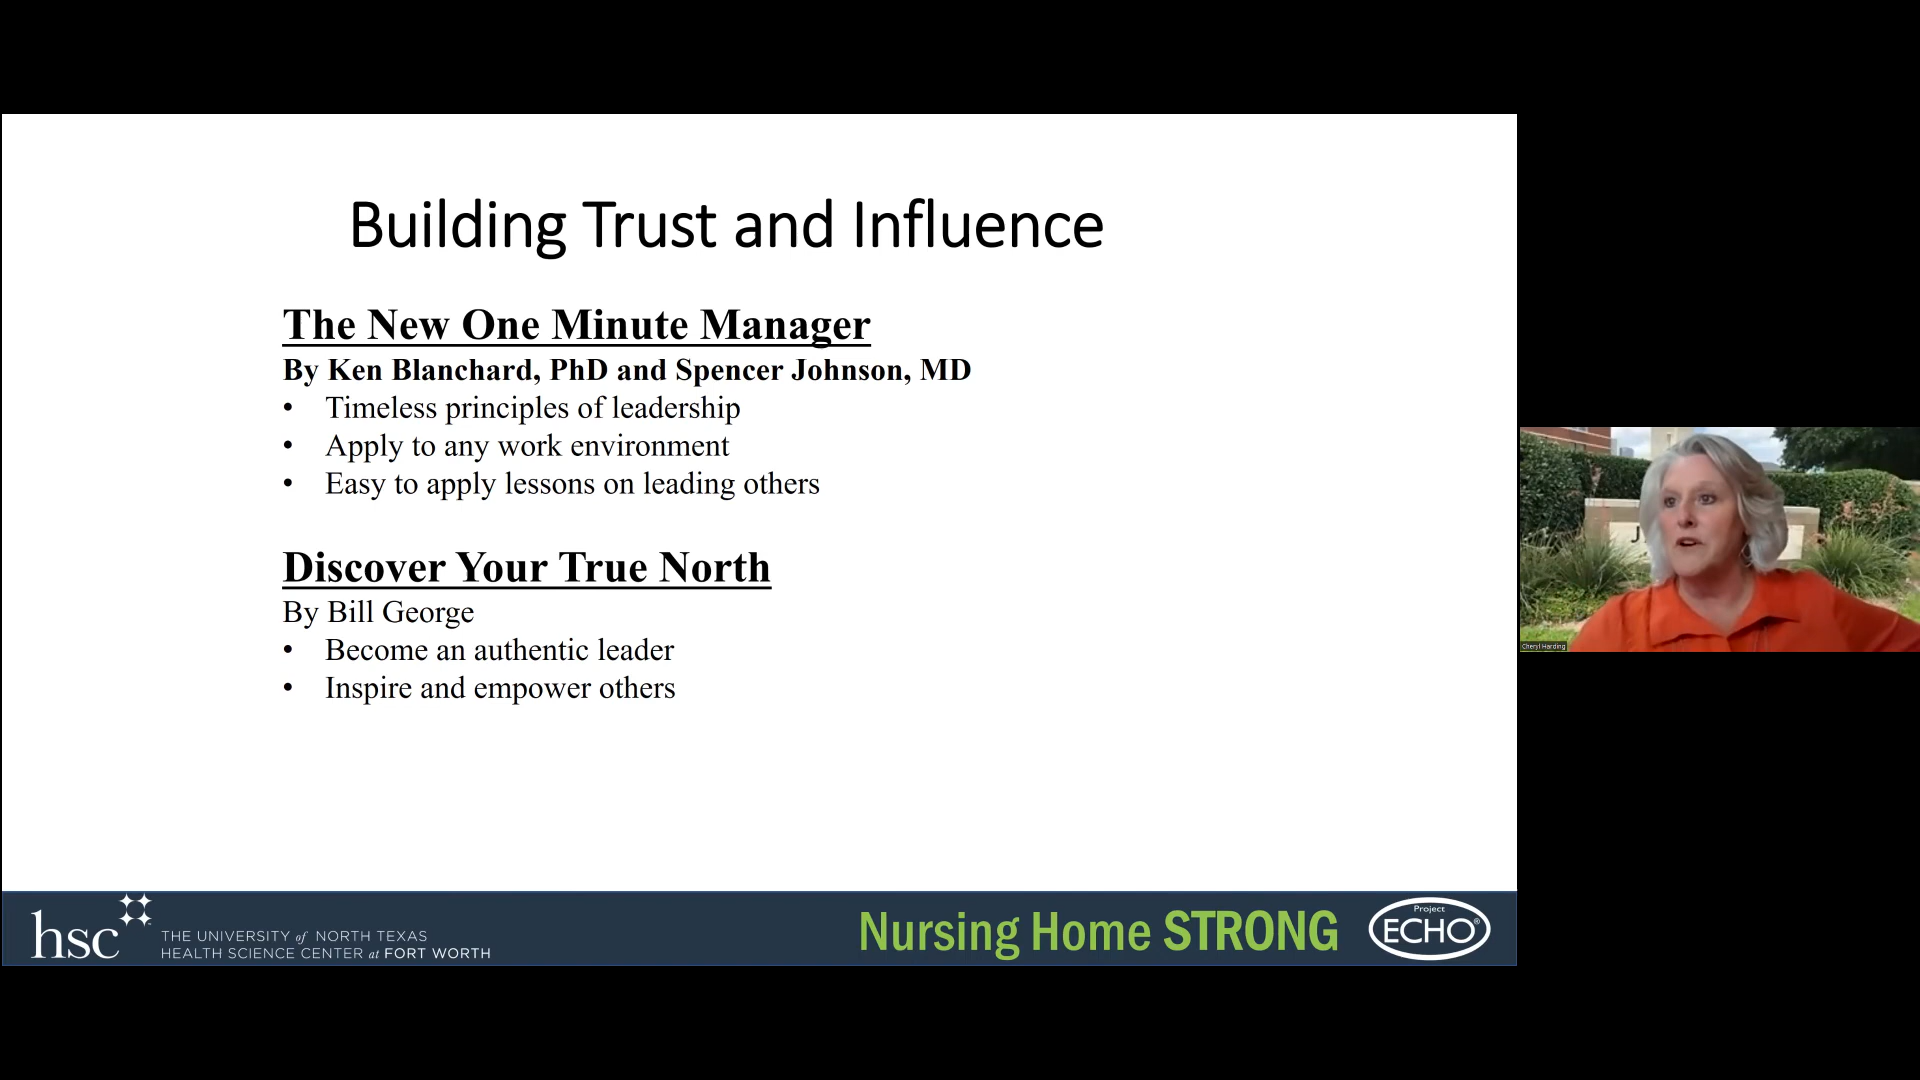 Building Trust and Influence
The New One Minute Manager
By Ken Blanchard, PhD and Spencer Johnson, MD
• Timeless principles of leadership
• Apply to any work environment
• Easy to apply lessons on leading others
Discover Your True North
By Bill George
• Become an authentic leader
• Inspire and empower others
J
Cheryl Harding
hsc
THE UNIVERSITY of NORTH TEXAS
HEALTH SCIENCE CENTER at FORT WORTH
Nursing Home STRONG
Project
ECHO®